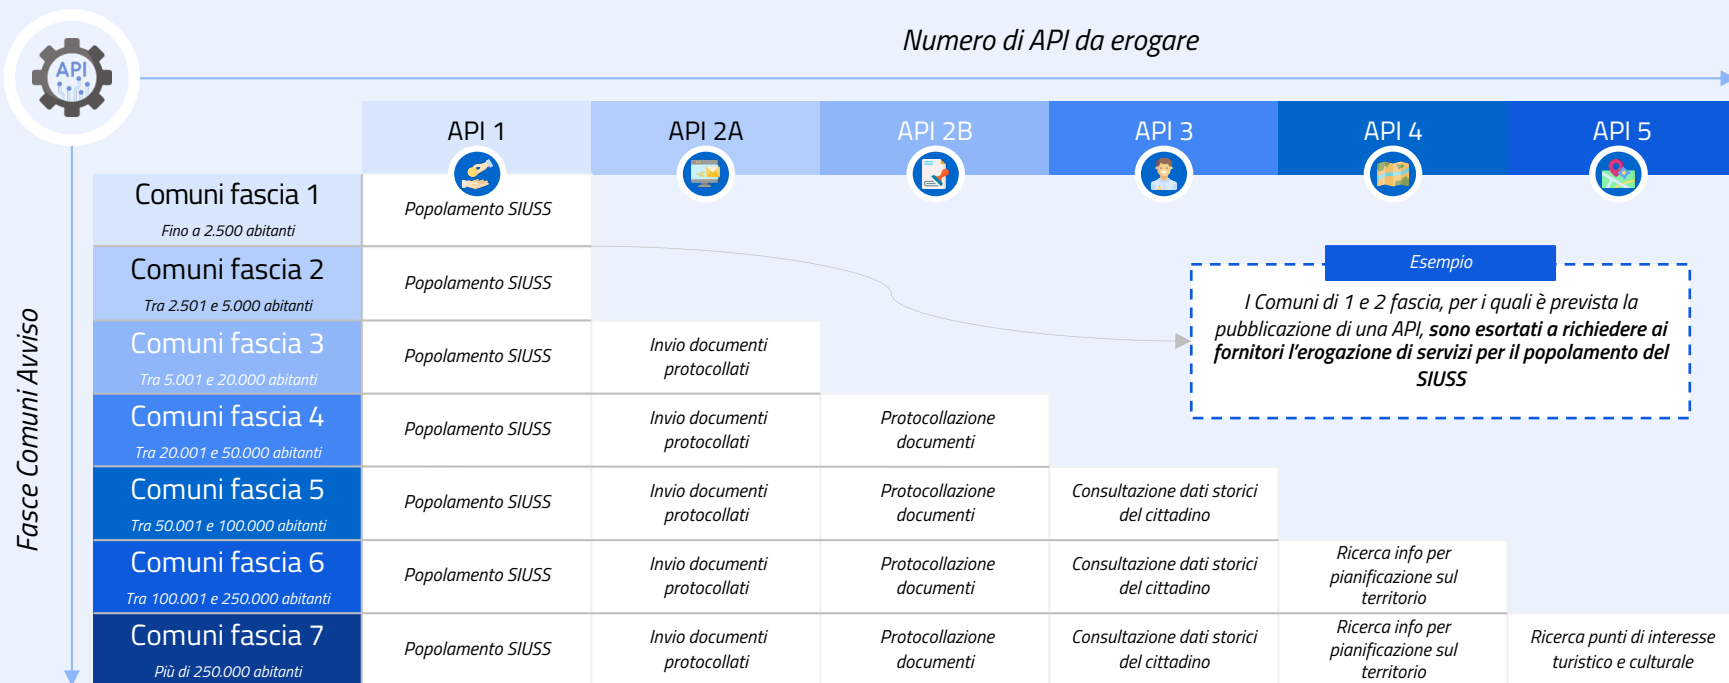 Numero di API da erogare
API
API 1
API 2A
API 2B
API 3
API 4
API 5
Fasce Comuni Avviso
Comuni fascia 1
Fino a 2.500 abitanti
Popolamento SIUSS
Comuni fascia 2
Tra 2.501 e 5.000 abitanti
Popolamento SIUSS
Esempio
I Comuni di 1 e 2 fascia, per i quali è prevista la
pubblicazione di una API, sono esortati a richiedere ai
fornitori l'erogazione di servizi per il popolamento del
SIUSS
Comuni fascia 3
Tra 5.001 e 20.000 abitanti
Popolamento SIUSS
Invio documenti
protocollati
Comuni fascia 4
Tra 20.001 e 50.000 abitanti
Popolamento SIUSS
Invio documenti
protocollati
Protocollazione
documenti
Comuni fascia 5
Tra 50.001 e 100.000 abitanti
Popolamento SIUSS
Invio documenti
protocollati
Protocollazione
documenti
Consultazione dati storici
del cittadino
Comuni fascia 6
Tra 100.001 e 250.000 abitanti
Popolamento SIUSS
Invio documenti
protocollati
Protocollazione
documenti
Consultazione dati storici
del cittadino
Ricerca info per
pianificazione sul
territorio
Comuni fascia 7
Più di 250.000 abitanti
Popolamento SIUSS
Invio documenti
protocollati
Protocollazione
documenti
Consultazione dati storici
del cittadino
Ricerca info per
pianificazione sul
territorio
Ricerca punti di interesse
turistico e culturale